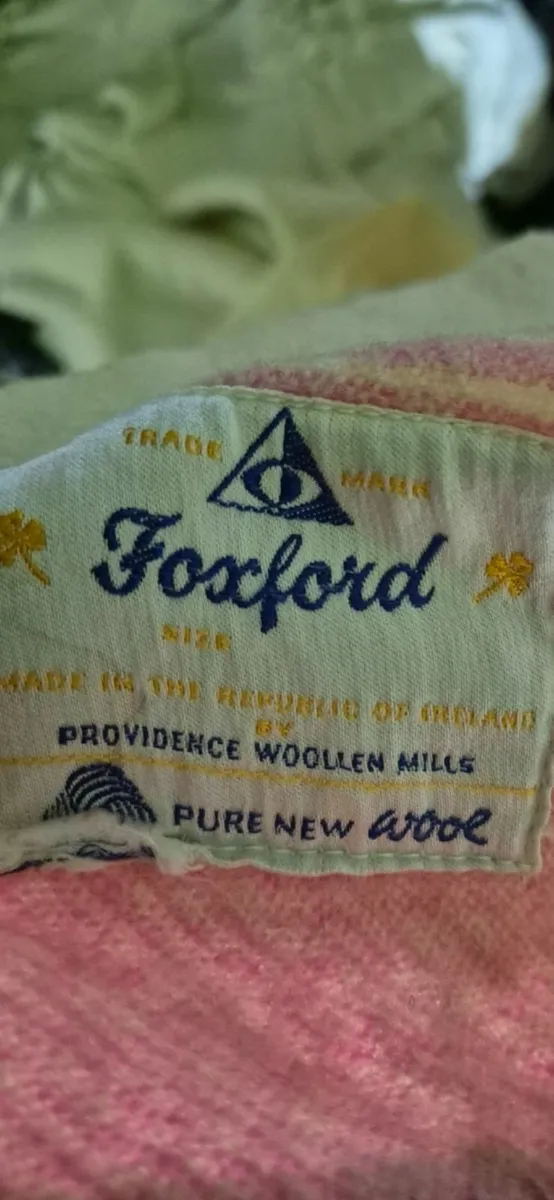 TRADE MARK
Foxford
SIZE
MADE IN THE REPUBLIC OF IRELAND
BY
PROVIDENCE WOOLLEN MILLS
PURE NEW wool